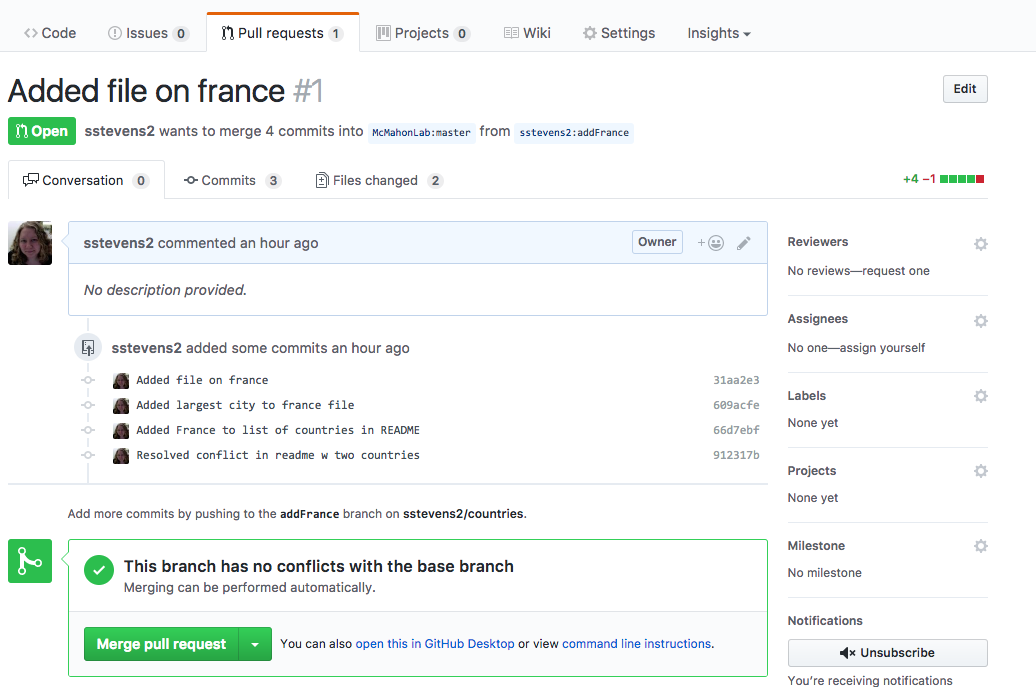 Code Issues 0 Pull requests 1 Projects 0 Wiki Settings Insights
Added file on france #1 Edit
Open sstevens2 wants to merge 4 commits into McMahonLab:master from sstevens2:addFrance
Conversation 0 Commits 3 Files changed 2 +4 −1
sstevens2 commented an hour ago Owner +
No description provided.
sstevens2 added some commits an hour ago
Added file on france 31aa2e3
Added largest city to france file 609acfe
Added France to list of countries in README 66d7ebf
Resolved conflict in readme w two countries 912317b
Add more commits by pushing to the addFrance branch on sstevens2/countries.
This branch has no conflicts with the base branch
Merging can be performed automatically.
Merge pull request You can also open this in GitHub Desktop or view command line instructions.
Reviewers
No reviews—request one
Assignees
No one—assign yourself
Labels
None yet
Projects
None yet
Milestone
No milestone
Notifications
Unsubscribe
You're receiving notifications